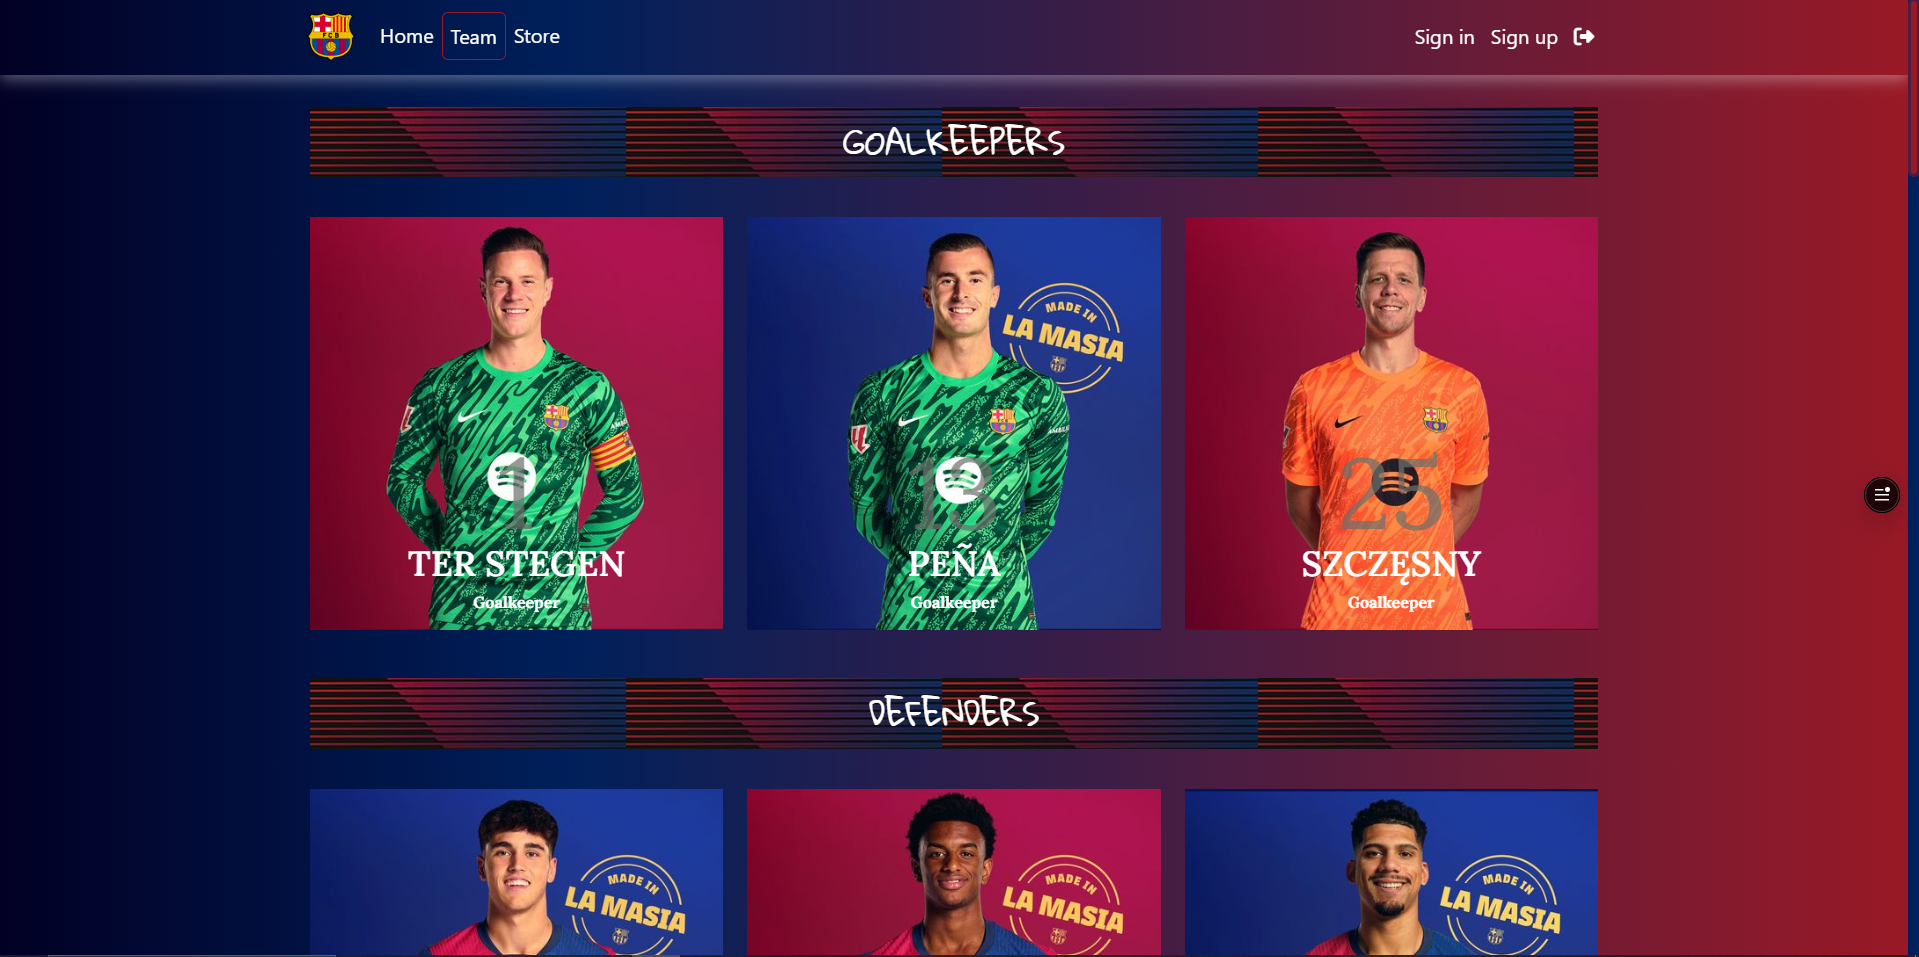 FCB
Home
Team
Store
Sign in
Sign up
GOALKEEPERS
1
TER STEGEN
Goalkeeper
MADE IN
LA MASIA
13
PEÑA
Goalkeeper
25
SZCZĘSNY
Goalkeeper
DEFENDERS
MADE IN
LA MASIA
MADE IN
LA MASIA
MADE IN
LA MASIA